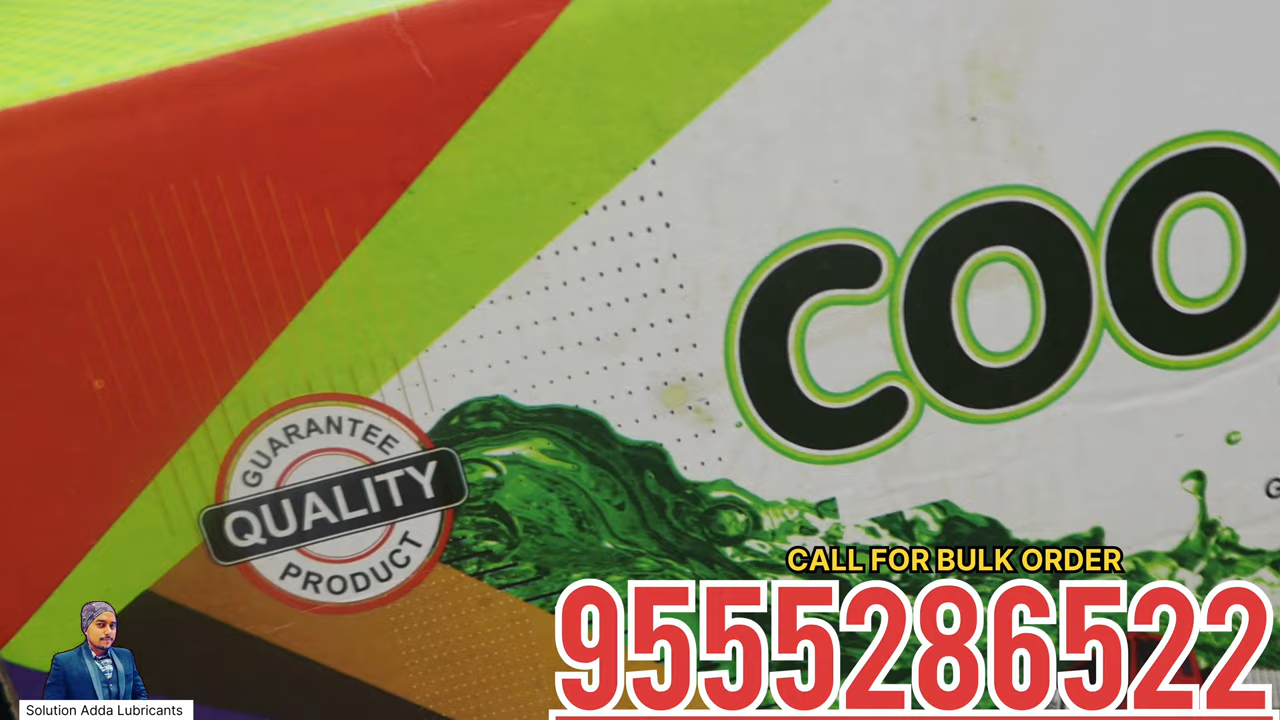 COO
GUARANTEE
QUALITY
PRODUCT
G
CALL FOR BULK ORDER
9555286522
Solution Adda Lubricants